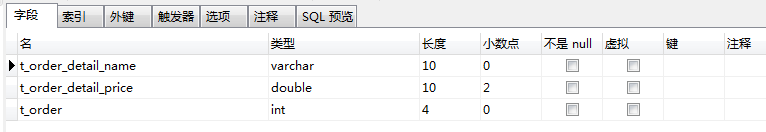 字段 索引 外键 触发器 选项 注释 SQL 预览
名 类型 长度 小数点 不是 null 虚拟 键 注释
t_order_detail_name varchar 10 0
t_order_detail_price double 10 2
t_order int 4 0